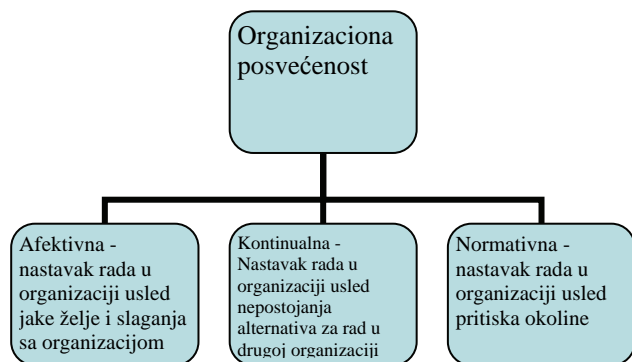 Organizaciona
posvećenost
Afektivna -
nastavak rada u
organizaciji usled
jake želje i slaganja
sa organizacijom
Kontinualna -
Nastavak rada u
organizaciji usled
nepostojanja
alternativa za rad u
drugoj organizaciji
Normativna -
nastavak rada u
organizaciji usled
pritiska okoline